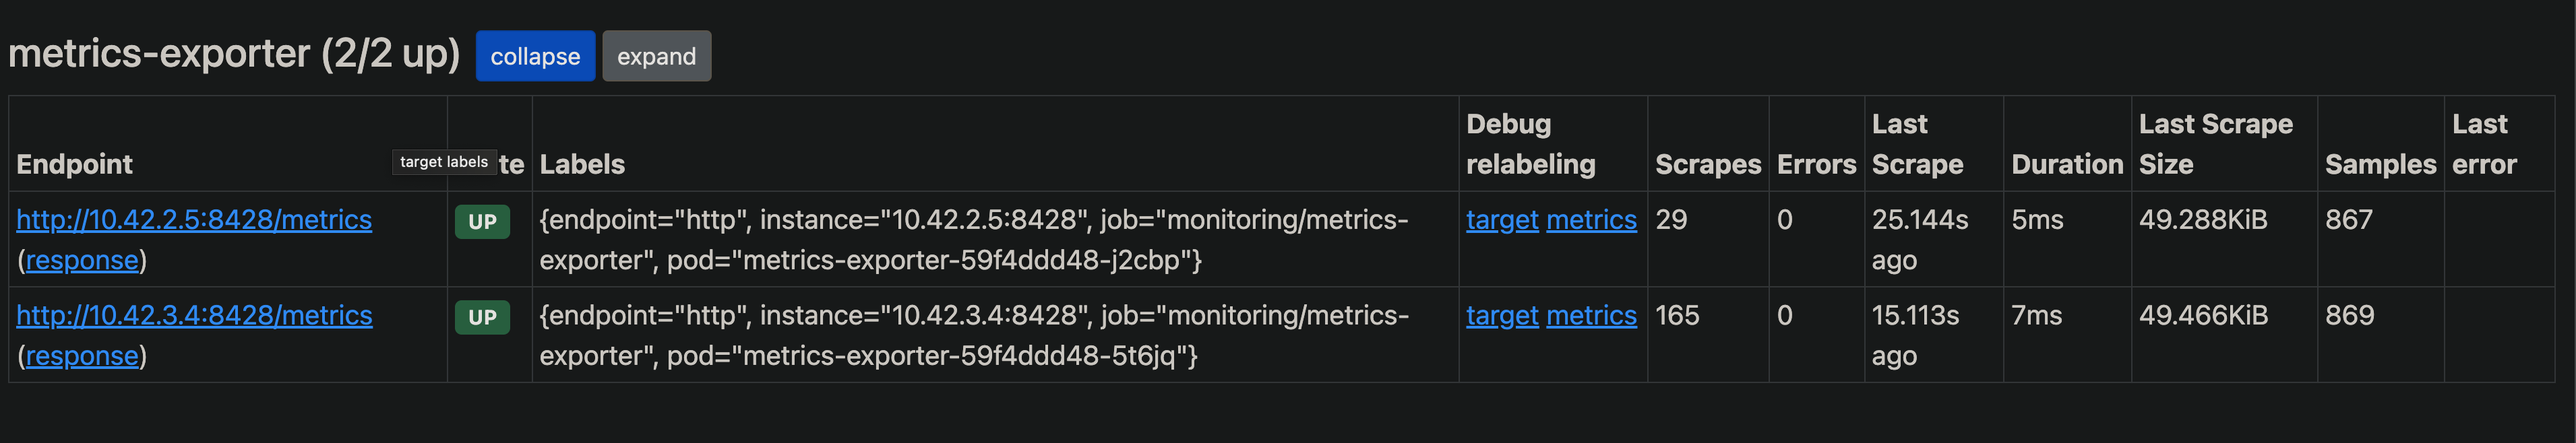 metrics-exporter (2/2 up) collapse expand
Endpoint target labels te Labels Debug relabeling Scrapes Errors Last Scrape Duration Last Scrape Size Samples Last error
http://10.42.2.5:8428/metrics UP {endpoint="http", instance="10.42.2.5:8428", job="monitoring/metrics- target metrics 29 0 25.144s 5ms 49.288KiB 867
(response) exporter", pod="metrics-exporter-59f4ddd48-j2cbp"} ago
http://10.42.3.4:8428/metrics UP {endpoint="http", instance="10.42.3.4:8428", job="monitoring/metrics- target metrics 165 0 15.113s 7ms 49.466KiB 869
(response) exporter", pod="metrics-exporter-59f4ddd48-5t6jq"} ago